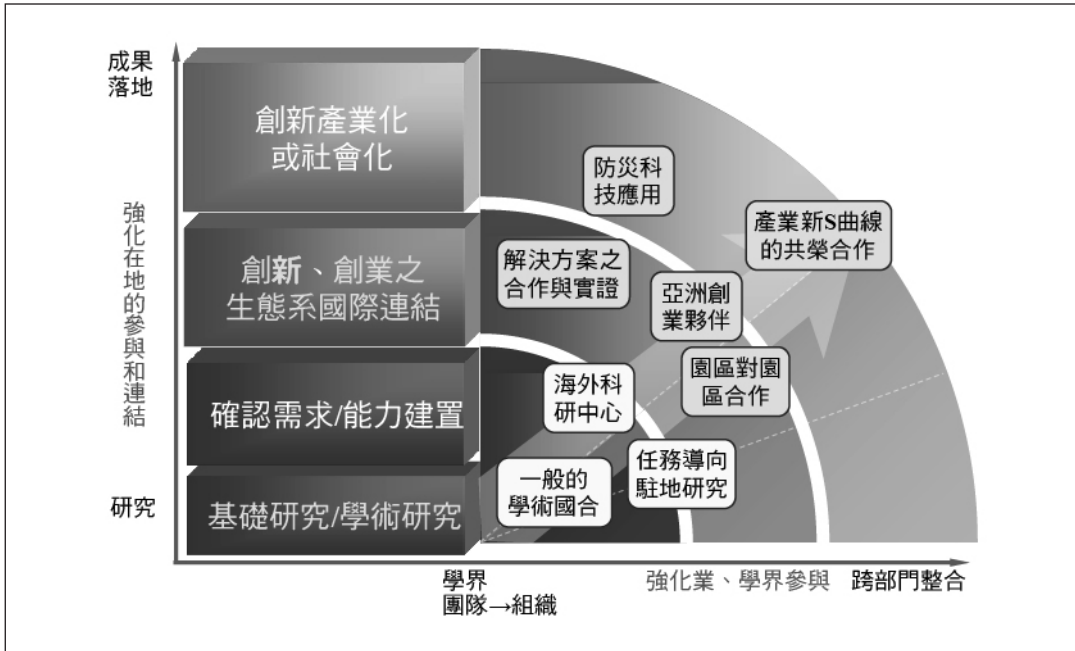 成果
落地
創新產業化
或社會化
防災科
技應用
產業新S曲線
的共榮合作
強化在地的參與和連結
創新、創業之
生態系國際連結
解決方案之
合作與實證
亞洲創
業夥伴
園區對園
區合作
確認需求/能力建置
海外科
研中心
任務導向
駐地研究
一般的
學術國合
研究
基礎研究/學術研究
學界
團隊→組織
強化業、學界參與
跨部門整合